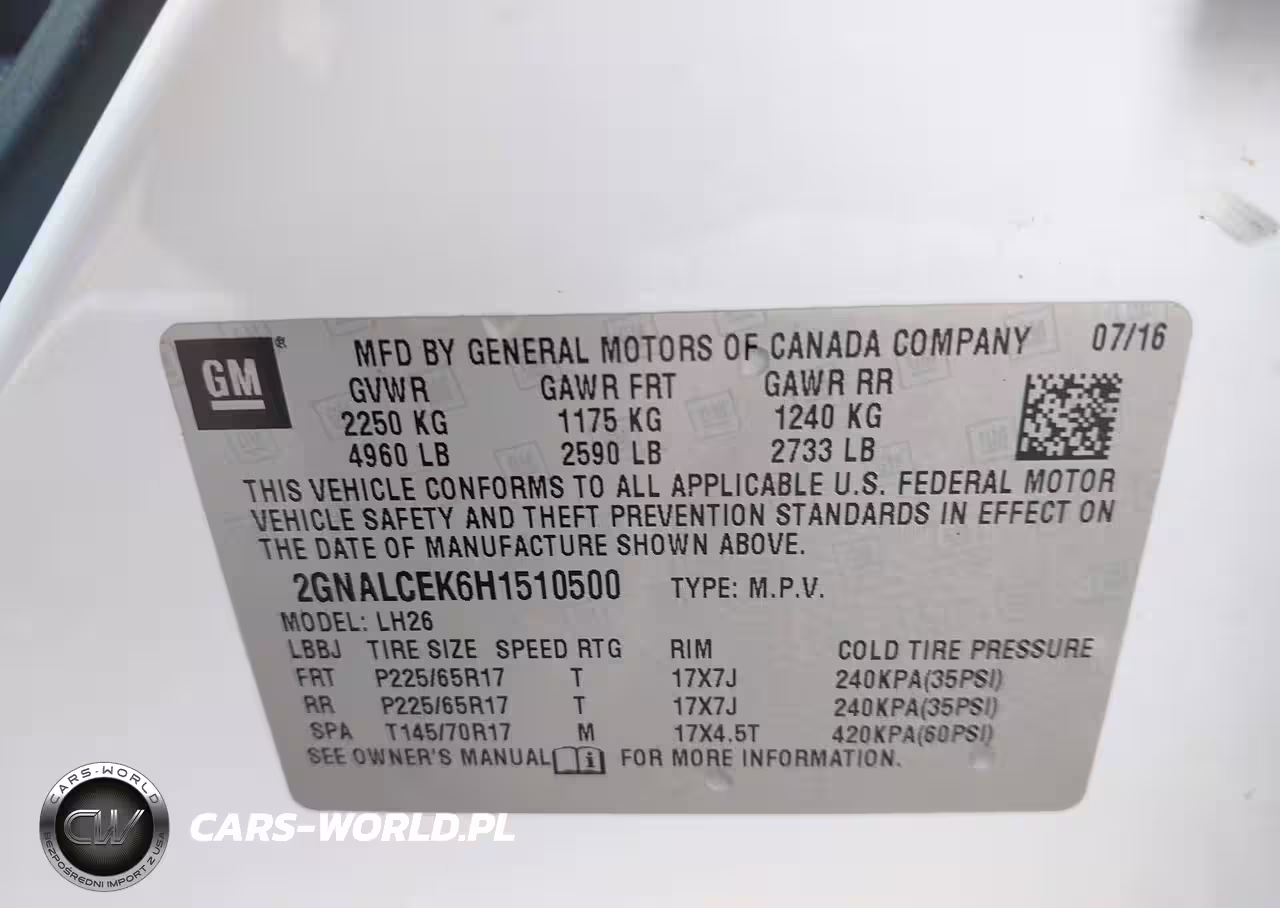 GM ®
MFD BY GENERAL MOTORS OF CANADA COMPANY 07/16
GVWR GAWR FRT GAWR RR
2250 KG 1175 KG 1240 KG
4960 LB 2590 LB 2733 LB
THIS VEHICLE CONFORMS TO ALL APPLICABLE U.S. FEDERAL MOTOR
VEHICLE SAFETY AND THEFT PREVENTION STANDARDS IN EFFECT ON
THE DATE OF MANUFACTURE SHOWN ABOVE.
2GNALCEK6H1510500 TYPE: M.P.V.
MODEL: LH26
LBBJ TIRE SIZE SPEED RTG RIM COLD TIRE PRESSURE
FRT P225/65R17 T 17X7J 240KPA(35PSI)
RR P225/65R17 T 17X7J 240KPA(35PSI)
SPA T145/70R17 M 17X4.5T 420KPA(60PSI)
SEE OWNER'S MANUAL i FOR MORE INFORMATION.
CARS-WORLD
CW
BEZPOŚREDNI IMPORT Z USA
CARS-WORLD.PL